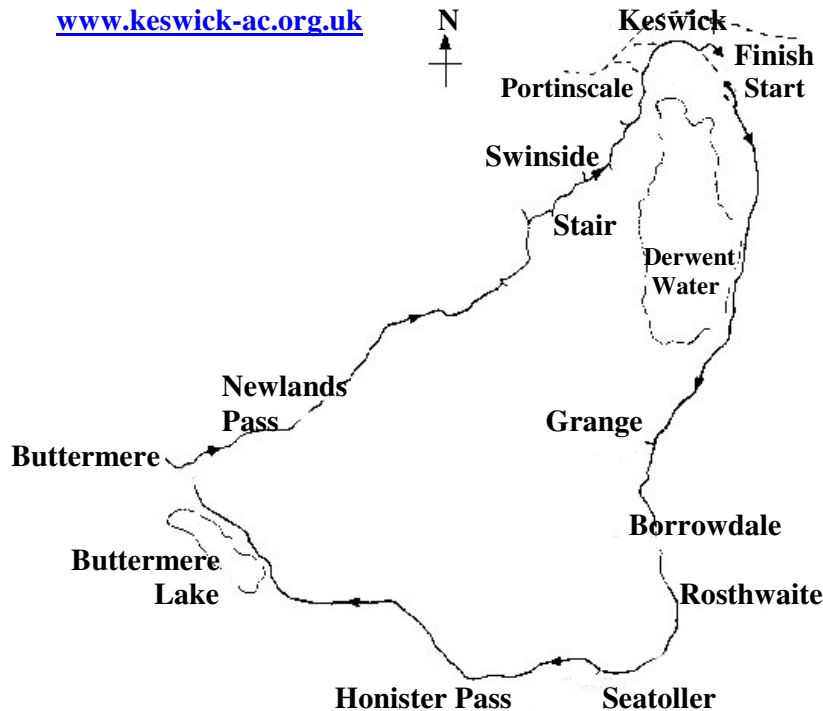 www.keswick-ac.org.uk
N
Keswick
Finish
Start
Portinscale
Swinside
Stair
Derwent
Water
Newlands
Pass
Grange
Buttermere
Borrowdale
Buttermere
Lake
Rosthwaite
Honister Pass
Seatoller